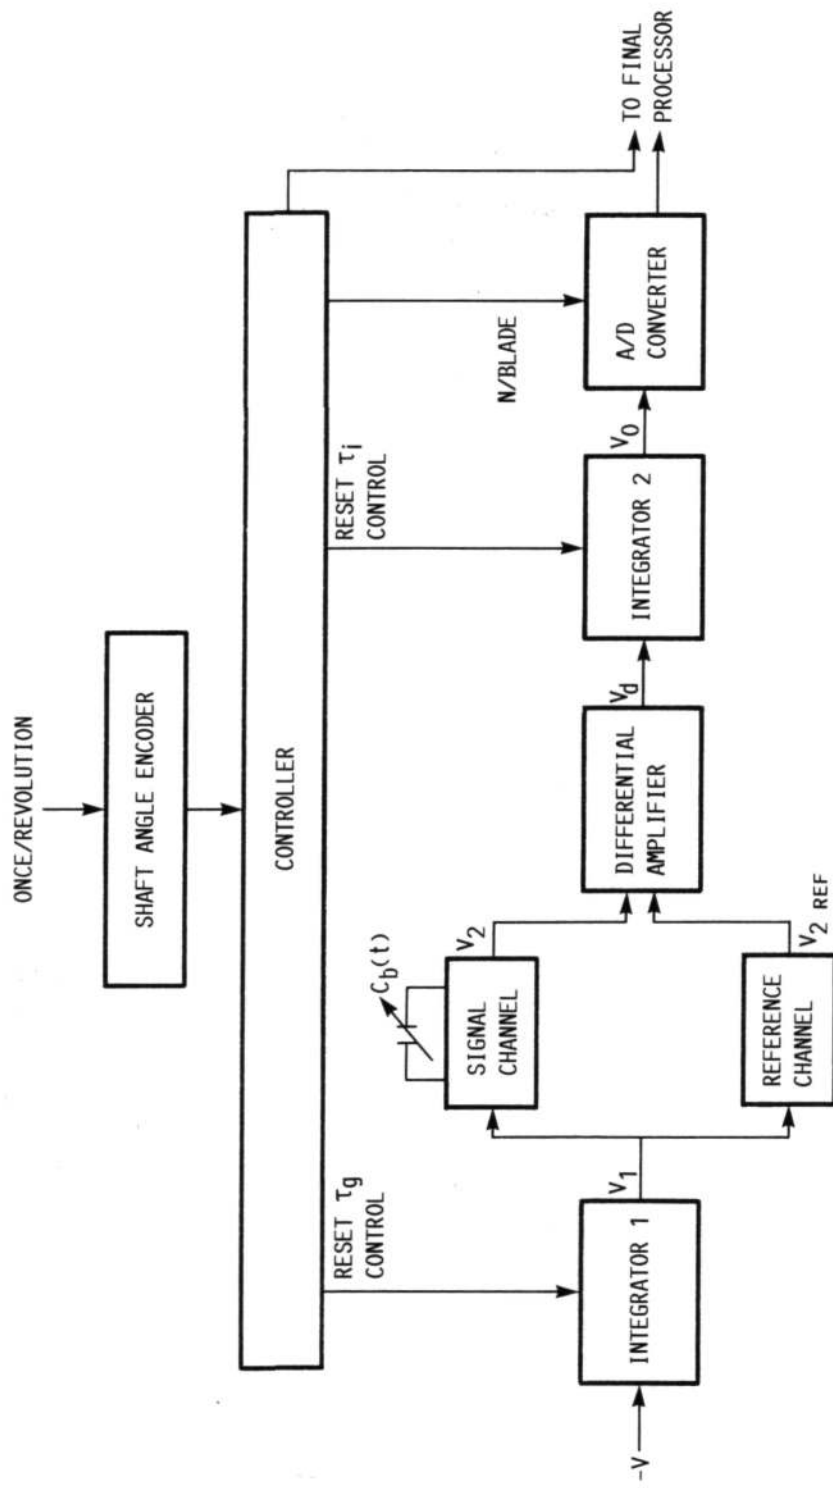 ONCE/REVOLUTION
SHAFT ANGLE ENCODER
CONTROLLER
RESET τg
CONTROL
RESET τi
CONTROL
N/BLADE
TO FINAL
PROCESSOR
-V
INTEGRATOR 1
V1
Cb(t)
SIGNAL
CHANNEL
V2
REFERENCE
CHANNEL
V2 REF
DIFFERENTIAL
AMPLIFIER
Vd
INTEGRATOR 2
VO
A/D
CONVERTER